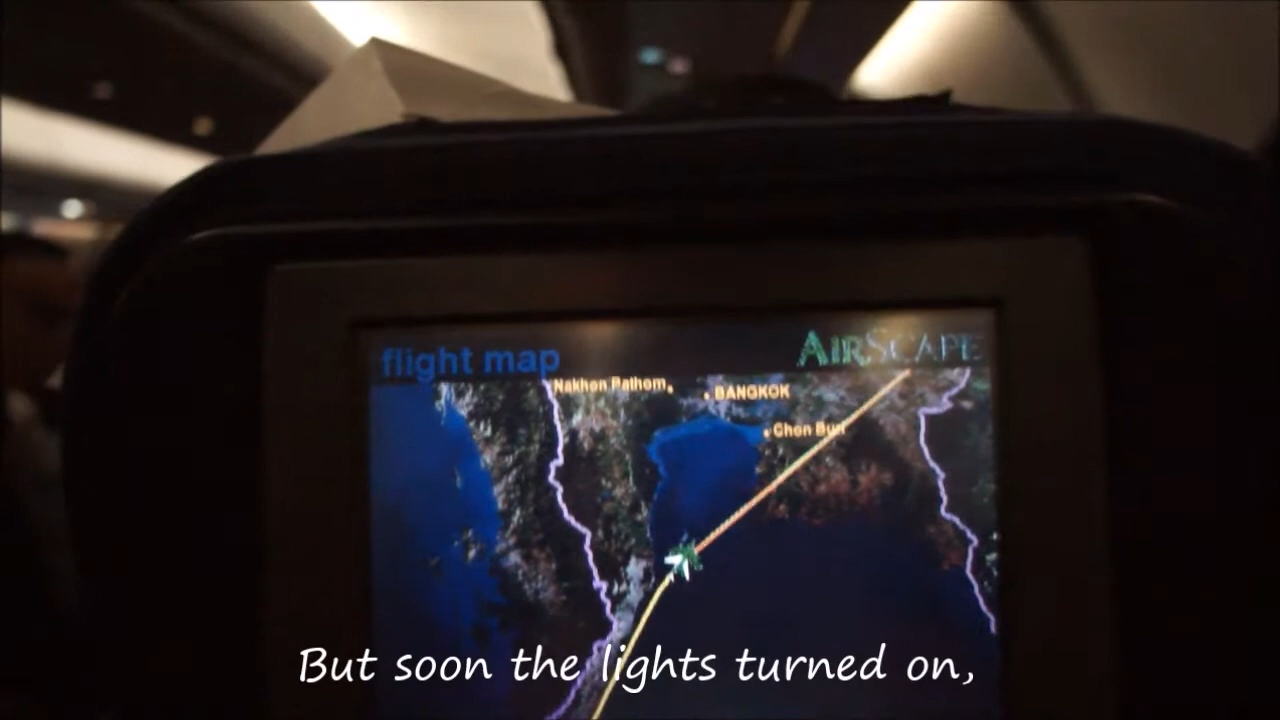 flight map
AIRSCAPE
Nakhon Pathom
BANGKOK
Chon Buri
But soon the lights turned on,